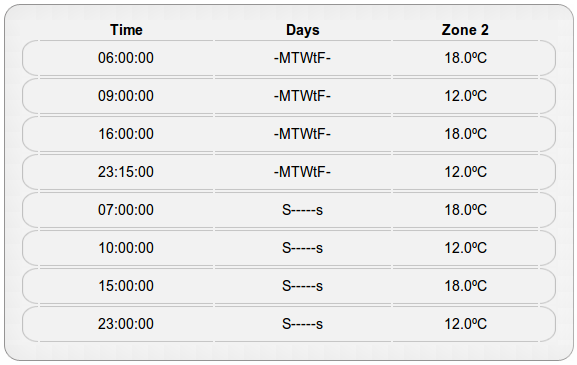 Time Days Zone 2
06:00:00 -MTWtF- 18.0ºC
09:00:00 -MTWtF- 12.0ºC
16:00:00 -MTWtF- 18.0ºC
23:15:00 -MTWtF- 12.0ºC
07:00:00 S-----s 18.0ºC
10:00:00 S-----s 12.0ºC
15:00:00 S-----s 18.0ºC
23:00:00 S-----s 12.0ºC